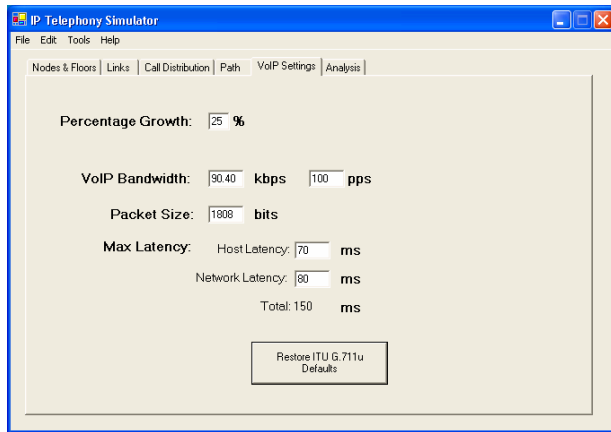 IP Telephony Simulator
File Edit Tools Help
Nodes & Floors Links Call Distribution Path VoIP Settings Analysis
Percentage Growth: 25 %
VoIP Bandwidth: 90.40 kbps 100 pps
Packet Size: 1808 bits
Max Latency: Host Latency: 70 ms
Network Latency: 80 ms
Total: 150 ms
Restore ITU G.711u
Defaults